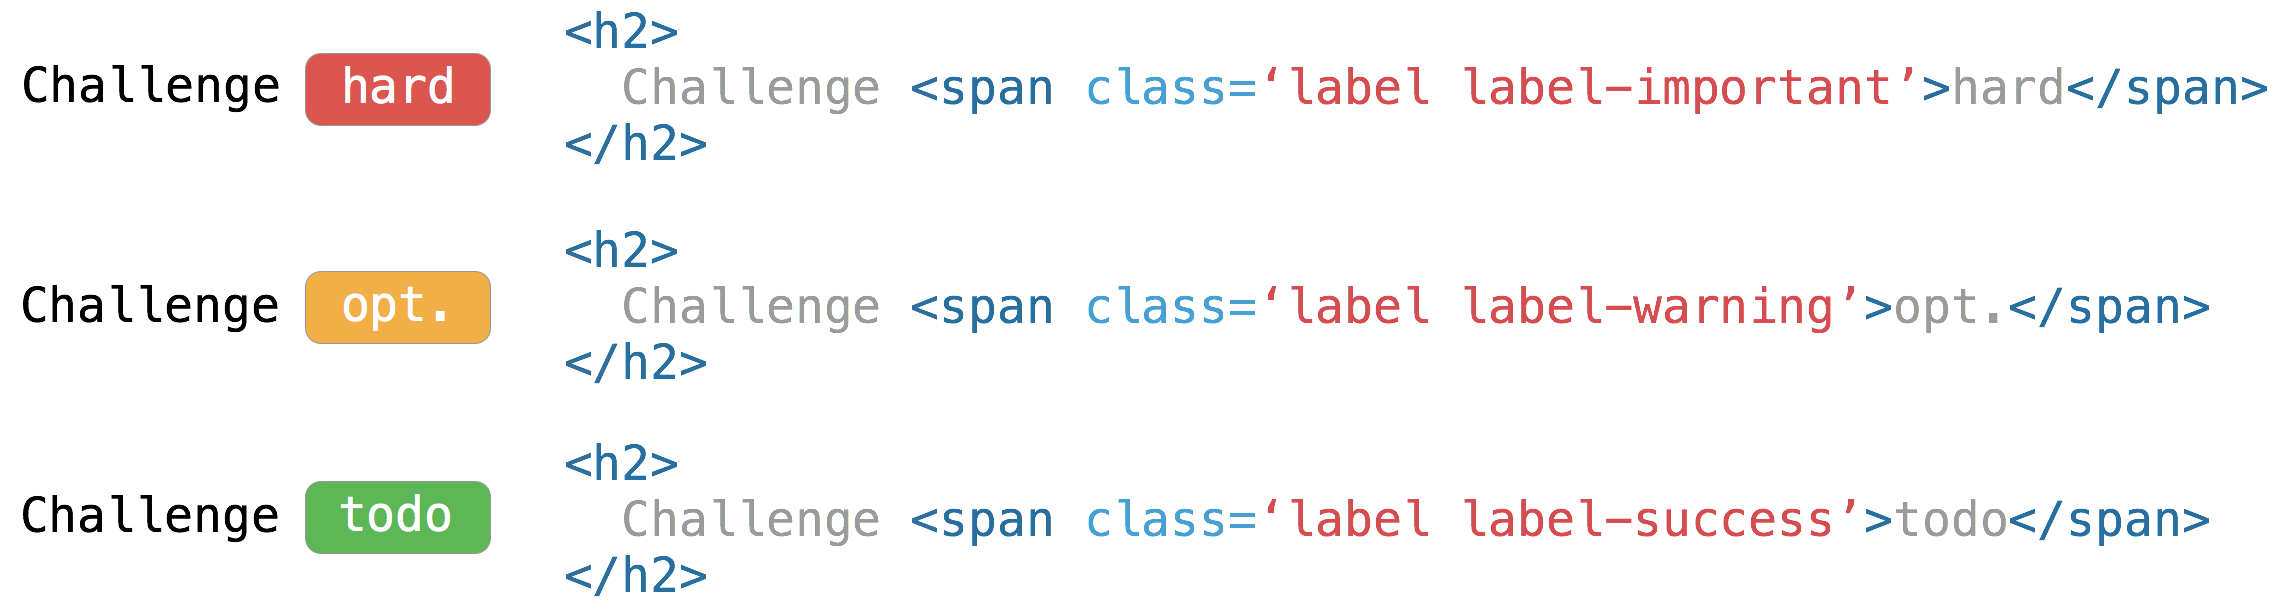 <h2>
Challenge hard
Challenge <span class=‘label label-important’>hard</span>
</h2>
<h2>
Challenge opt.
Challenge <span class=‘label label-warning’>opt.</span>
</h2>
<h2>
Challenge todo
Challenge <span class=‘label label-success’>todo</span>
</h2>